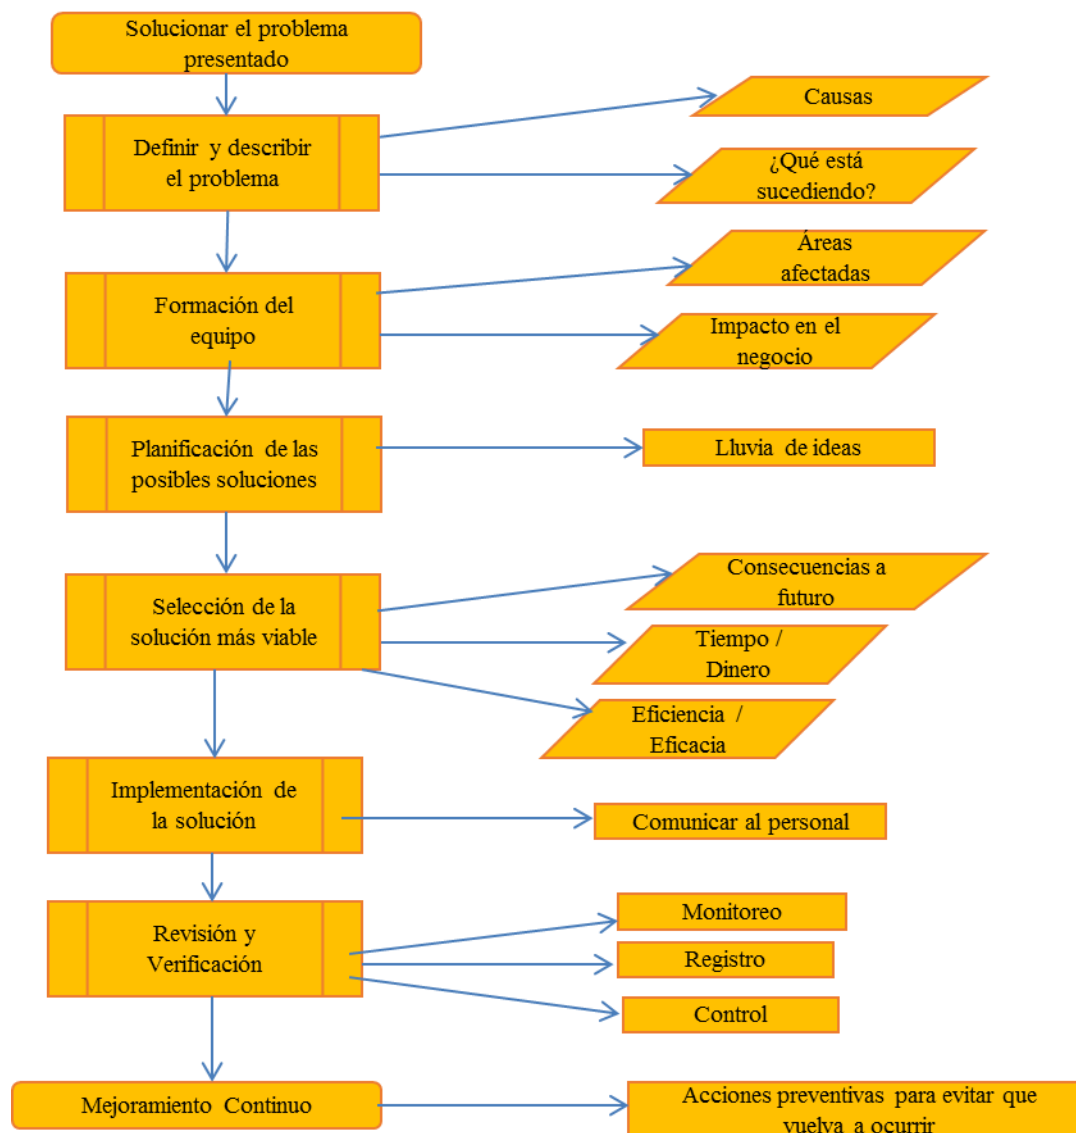 Solucionar el problema
presentado
Causas
Definir y describir
el problema
¿Qué está
sucediendo?
Áreas
afectadas
Formación del
equipo
Impacto en el
negocio
Planificación de las
posibles soluciones
Lluvia de ideas
Consecuencias a
futuro
Selección de la
solución más viable
Tiempo /
Dinero
Eficiencia /
Eficacia
Implementación de
la solución
Comunicar al personal
Monitoreo
Revisión y
Verificación
Registro
Control
Mejoramiento Continuo
Acciones preventivas para evitar que
vuelva a ocurrir